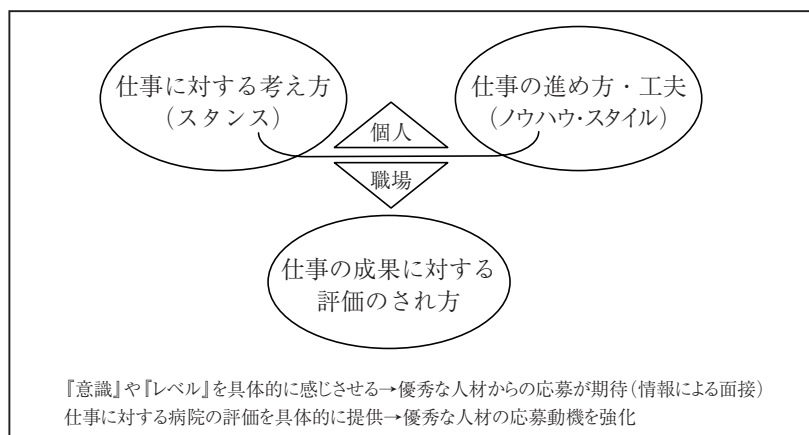 仕事に対する考え方
(スタンス)
仕事の進め方・工夫
(ノウハウ・スタイル)
個人
職場
仕事の成果に対する
評価のされ方
『意識』や『レベル』を具体的に感じさせる→優秀な人材からの応募が期待(情報による面接)
仕事に対する病院の評価を具体的に提供→優秀な人材の応募動機を強化